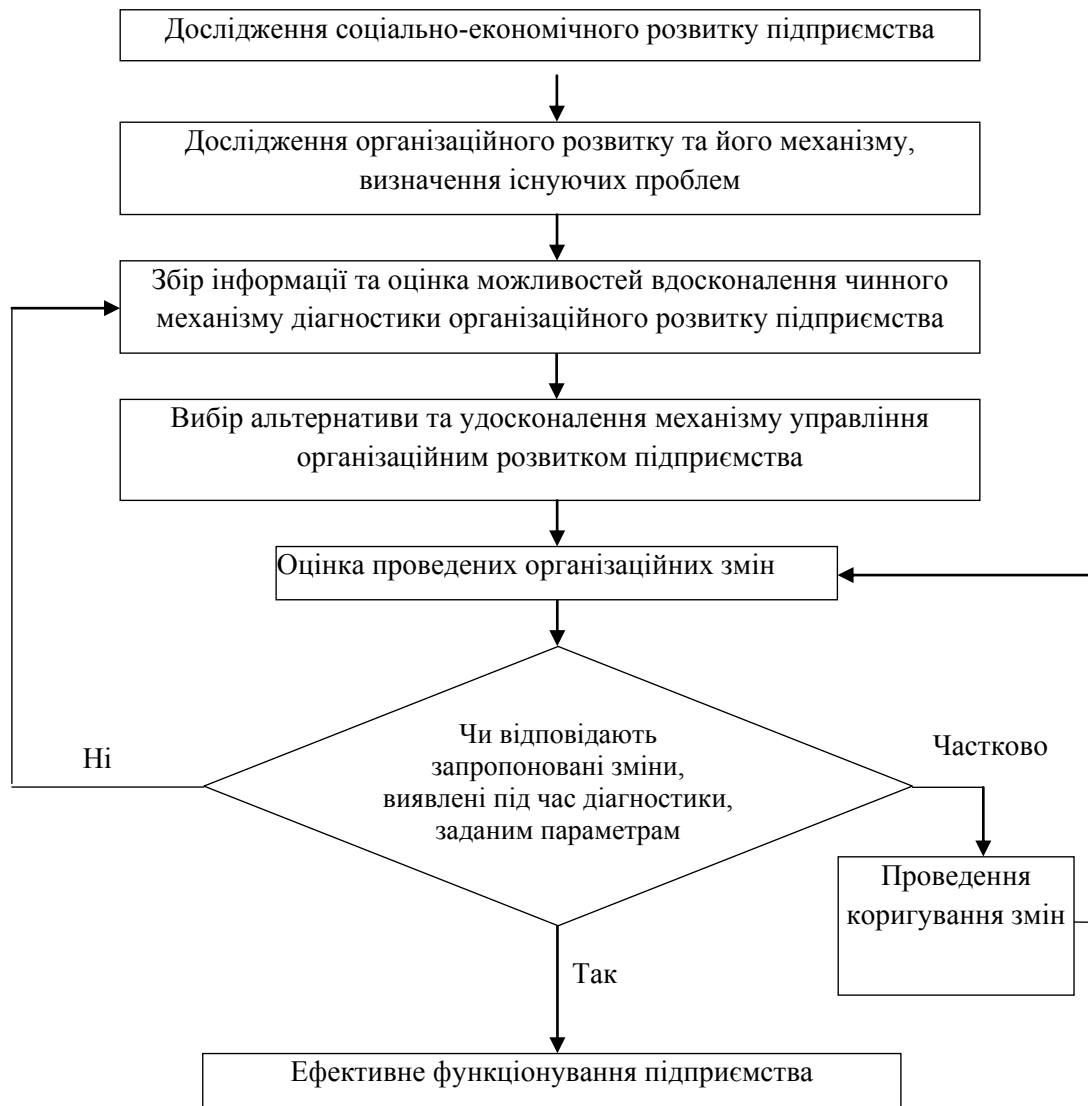 Дослідження соціально-економічного розвитку підприємства
Дослідження організаційного розвитку та його механізму,
визначення існуючих проблем
Збір інформації та оцінка можливостей вдосконалення чинного
механізму діагностики організаційного розвитку підприємства
Вибір альтернативи та удосконалення механізму управління
організаційним розвитком підприємства
Оцінка проведених організаційних змін
Чи відповідають
запропоновані зміни,
виявлені під час діагностики,
заданим параметрам
Ні
Частково
Проведення
коригування змін
Так
Ефективне функціонування підприємства